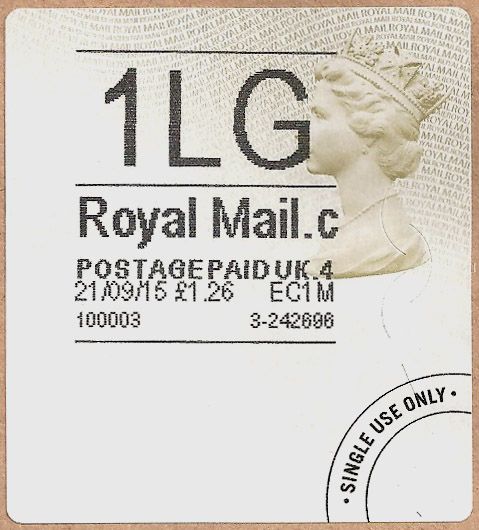 1LG
Royal Mail.c
POSTAGE PAID UK.4
21/09/15 £1.26 EC1M
100003 3-242696
• SINGLE USE ONLY •